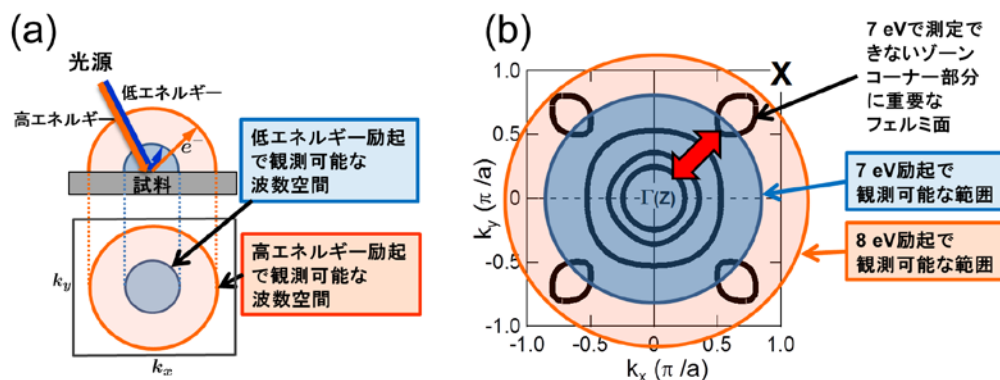 (a)
光源
低エネルギー
高エネルギー
e⁻
試料
低エネルギー励起
で観測可能な
波数空間
高エネルギー励起
で観測可能な
波数空間
k_y
k_x
(b)
1.0
0.5
0
-0.5
-1.0
k_y (π /a)
-1.0
-0.5
0
0.5
1.0
k_x (π /a)
Γ(Z)
X
7 eVで測定で
きないゾーン
コーナー部分
に重要な
フェルミ面
7 eV励起で
観測可能な範囲
8 eV励起で
観測可能な範囲